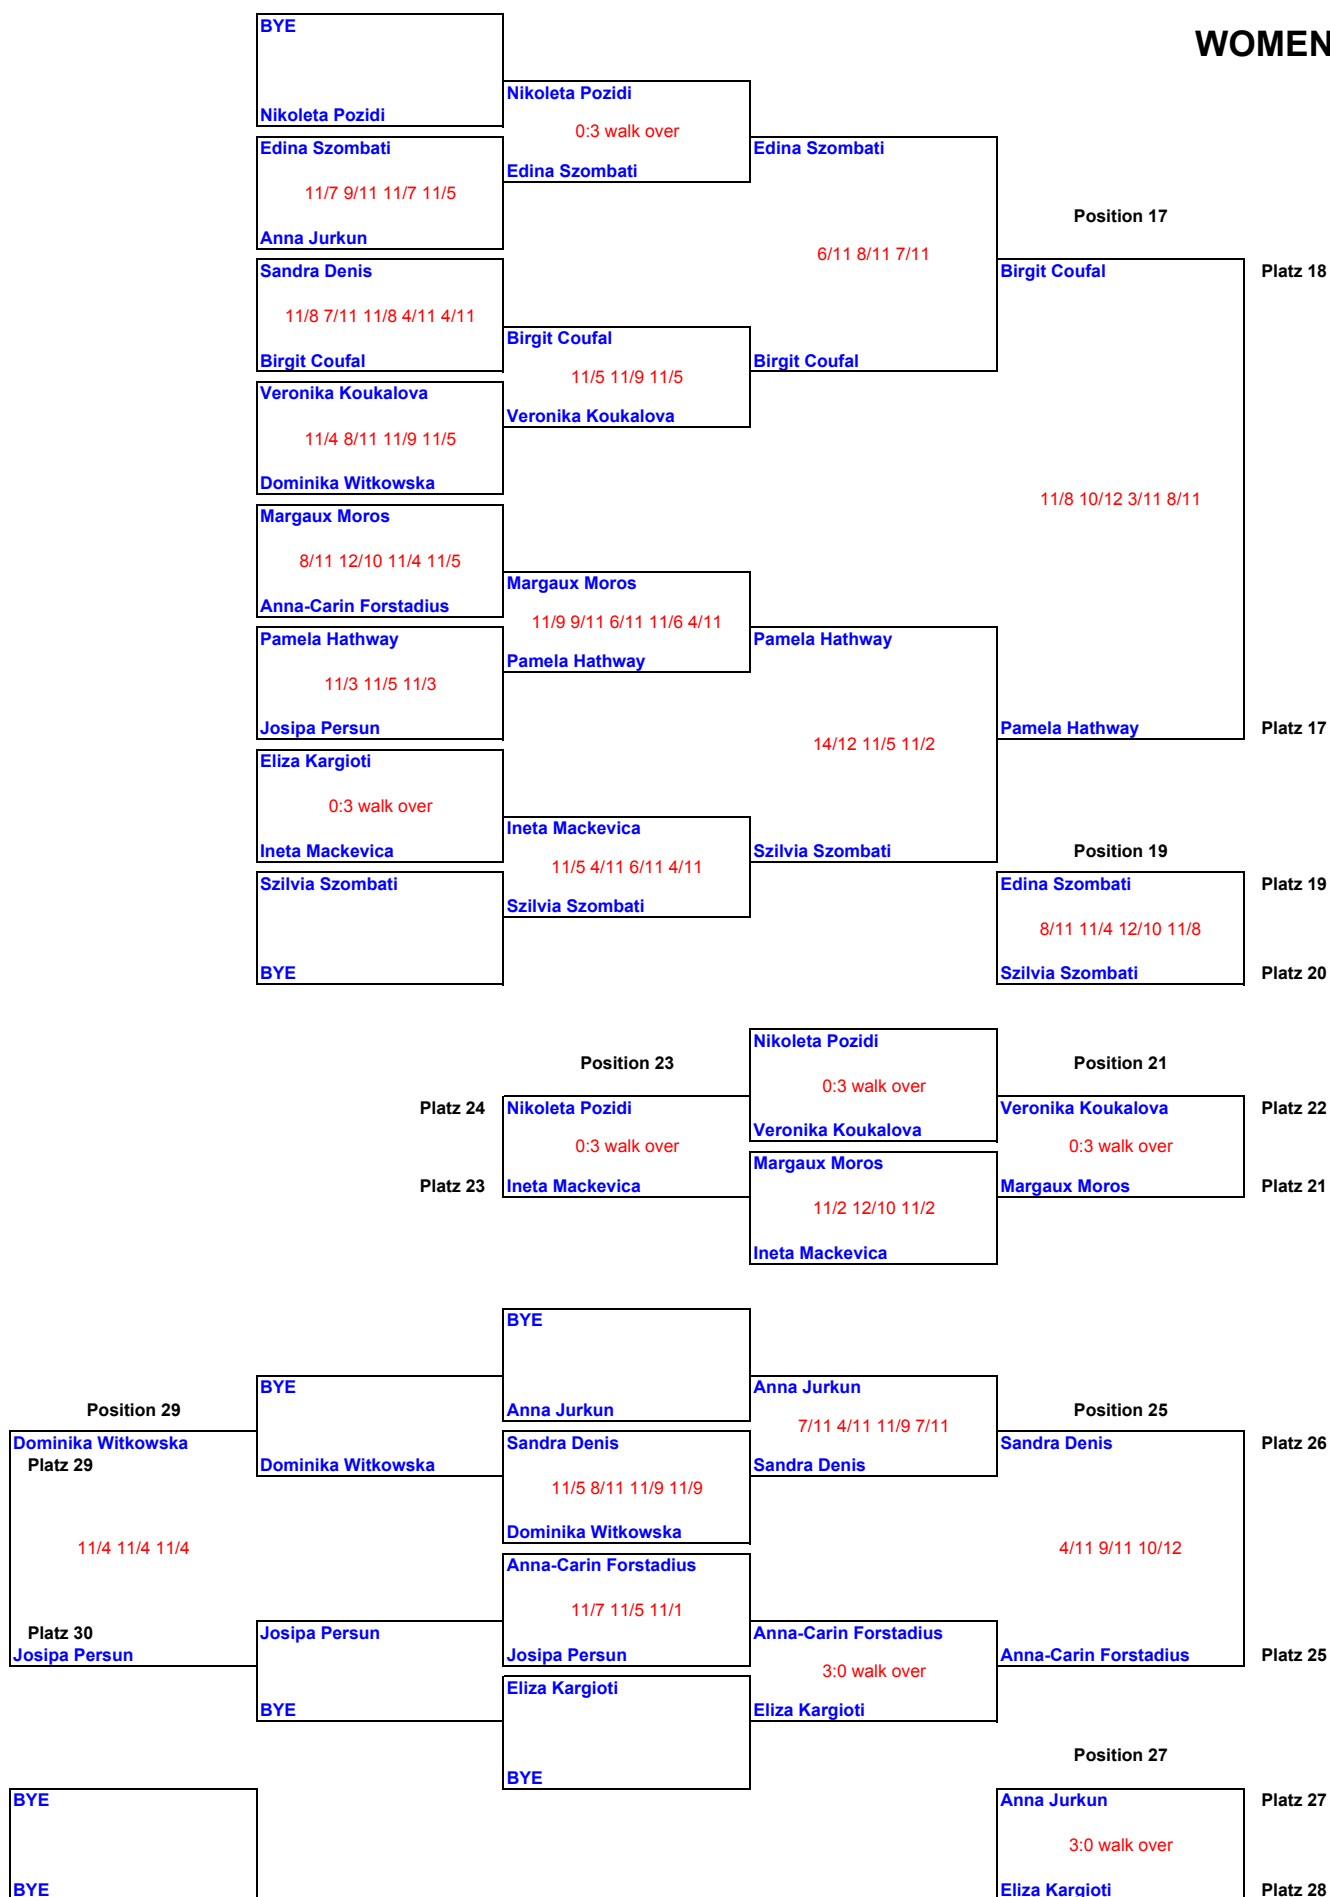 BYE
WOMEN
Nikoleta Pozidi
Nikoleta Pozidi
0:3 walk over
Edina Szombati
Edina Szombati
Edina Szombati
11/7 9/11 11/7 11/5
Position 17
Anna Jurkun
6/11 8/11 7/11
Sandra Denis
Birgit Coufal
Platz 18
11/8 7/11 11/8 4/11 4/11
Birgit Coufal
Birgit Coufal
Birgit Coufal
11/5 11/9 11/5
Veronika Koukalova
Veronika Koukalova
11/4 8/11 11/9 11/5
Dominika Witkowska
11/8 10/12 3/11 8/11
Margaux Moros
8/11 12/10 11/4 11/5
Margaux Moros
Anna-Carin Forstadius
11/9 9/11 6/11 11/6 4/11
Pamela Hathway
Pamela Hathway
Pamela Hathway
11/3 11/5 11/3
Josipa Persun
Pamela Hathway
Platz 17
14/12 11/5 11/2
Eliza Kargioti
0:3 walk over
Ineta Mackevica
Ineta Mackevica
Szilvia Szombati
Position 19
11/5 4/11 6/11 4/11
Szilvia Szombati
Edina Szombati
Platz 19
Szilvia Szombati
8/11 11/4 12/10 11/8
BYE
Szilvia Szombati
Platz 20
Nikoleta Pozidi
Position 23
Position 21
0:3 walk over
Platz 24
Nikoleta Pozidi
Veronika Koukalova
Platz 22
Veronika Koukalova
0:3 walk over
0:3 walk over
Margaux Moros
Platz 23
Ineta Mackevica
Margaux Moros
Platz 21
11/2 12/10 11/2
Ineta Mackevica
BYE
BYE
Anna Jurkun
Position 29
Anna Jurkun
Position 25
7/11 4/11 11/9 7/11
Dominika Witkowska
Sandra Denis
Sandra Denis
Platz 26
Platz 29
Dominika Witkowska
Sandra Denis
11/5 8/11 11/9 11/9
Dominika Witkowska
11/4 11/4 11/4
4/11 9/11 10/12
Anna-Carin Forstadius
11/7 11/5 11/1
Platz 30
Josipa Persun
Anna-Carin Forstadius
Josipa Persun
Josipa Persun
Anna-Carin Forstadius
Platz 25
3:0 walk over
Eliza Kargioti
BYE
Eliza Kargioti
Position 27
BYE
BYE
Anna Jurkun
Platz 27
3:0 walk over
BYE
Eliza Kargioti
Platz 28